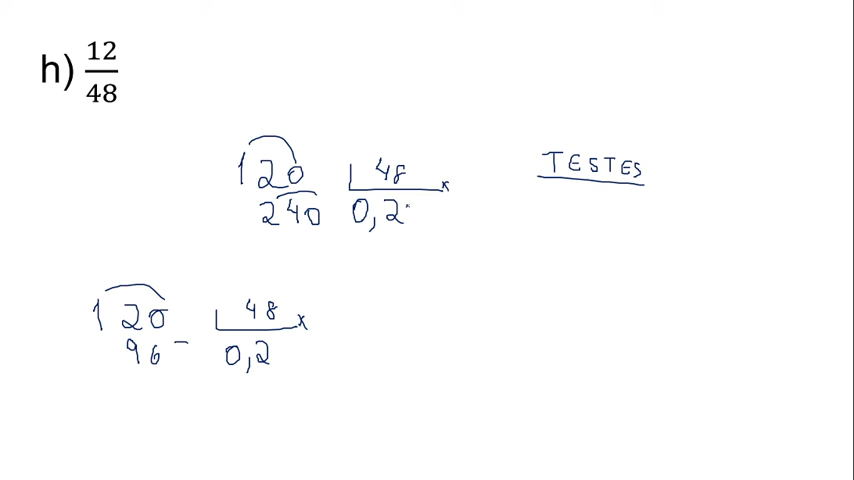 h) 12/48
120 48 TESTES
240 0,2
120 48 x
96 - 0,2